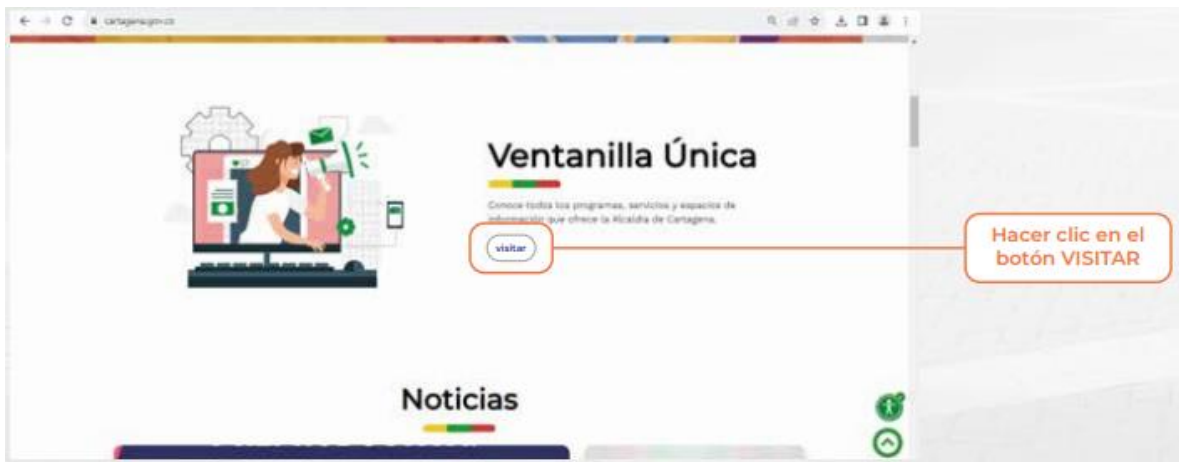 cartagena.gov.co
Ventanilla Única
Conoce todos los programas, servicios y espacios de
información que ofrece la Alcaldía de Cartagena.
visitar
Hacer clic en el
botón VISITAR
Noticias